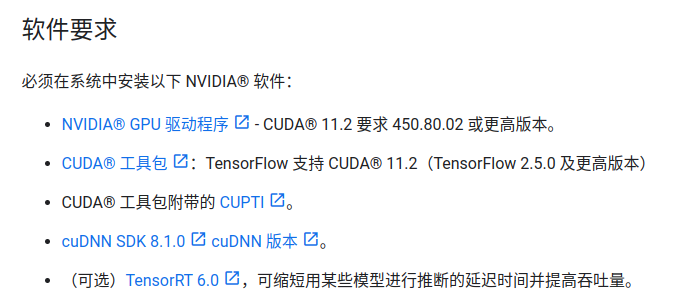 软件要求
必须在系统中安装以下 NVIDIA® 软件：
• NVIDIA® GPU 驱动程序 - CUDA® 11.2 要求 450.80.02 或更高版本。
• CUDA® 工具包：TensorFlow 支持 CUDA® 11.2（TensorFlow 2.5.0 及更高版本）
• CUDA® 工具包附带的 CUPTI。
• cuDNN SDK 8.1.0 cuDNN 版本。
• （可选）TensorRT 6.0，可缩短用某些模型进行推断的延迟时间并提高吞吐量。